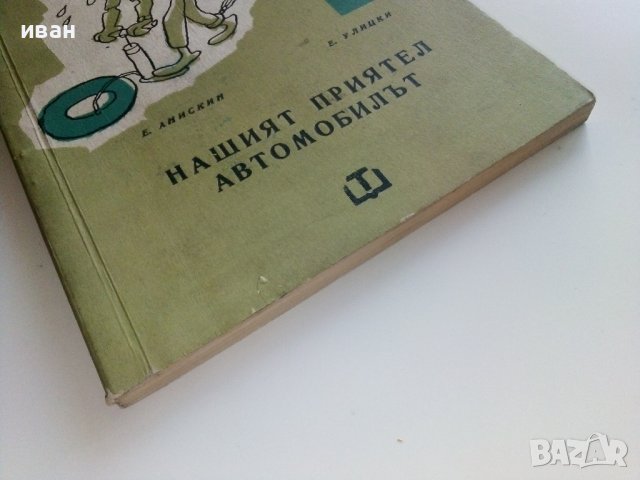 иван
Е. УЛИЦКИ
Е. АНИСКИН
НАШИЯТ ПРИЯТЕЛ
АВТОМОБИЛЪТ
Т
BAZAR